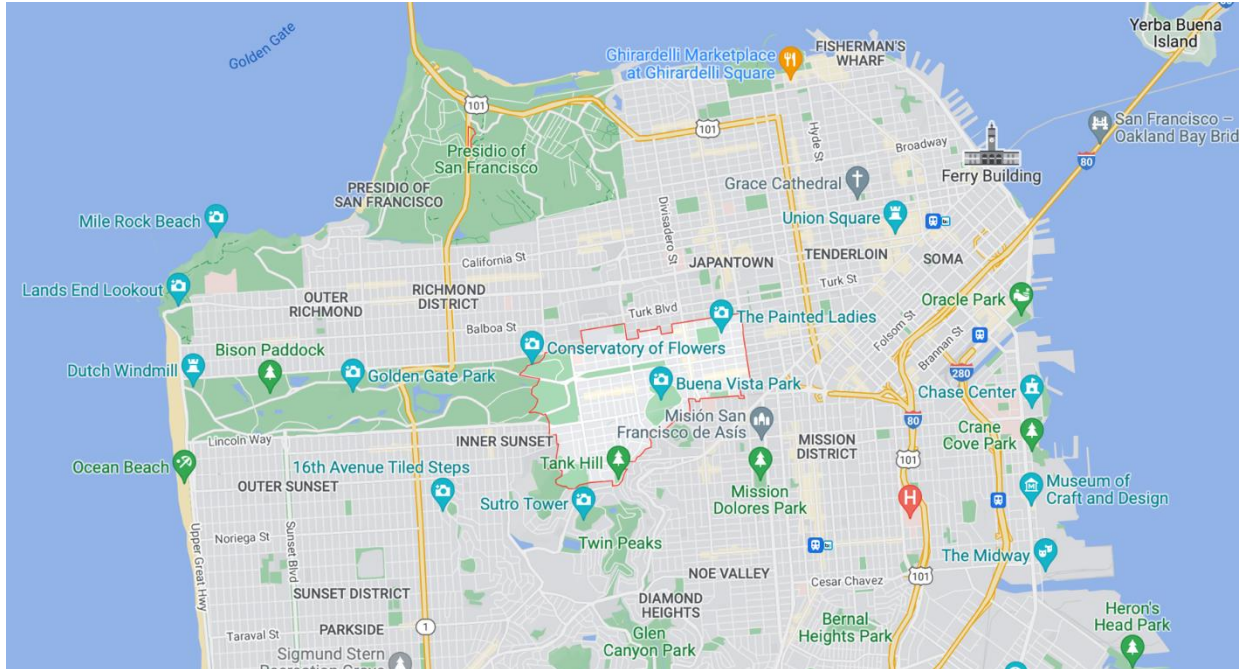 Golden Gate
Yerba Buena
Island
Ghirardelli Marketplace
at Ghirardelli Square
FISHERMAN'S
WHARF
101
101
Hyde St
San Francisco –
Oakland Bay Brid
Broadway
80
Presidio of
San Francisco
Ferry Building
PRESIDIO OF
SAN FRANCISCO
Grace Cathedral
Divisadero St
Mile Rock Beach
Union Square
California St
JAPANTOWN
TENDERLOIN
SOMA
Turk St
Lands End Lookout
OUTER
RICHMOND
RICHMOND
DISTRICT
Oracle Park
Turk Blvd
The Painted Ladies
Folsom St
Balboa St
Brannan St
Bison Paddock
Conservatory of Flowers
Dutch Windmill
Golden Gate Park
280
Buena Vista Park
Chase Center
Misión San
Francisco de Asís
80
Lincoln Way
INNER SUNSET
MISSION
DISTRICT
Crane
Cove Park
101
Ocean Beach
16th Avenue Tiled Steps
Tank Hill
OUTER SUNSET
H
Museum of
Craft and Design
Sutro Tower
Mission
Dolores Park
Upper Great Hwy
Sunset Blvd
Noriega St
Twin Peaks
The Midway
NOE VALLEY
Cesar Chavez
101
SUNSET DISTRICT
DIAMOND
HEIGHTS
Bernal
Heights Park
Heron's
Head Park
Taraval St
PARKSIDE
1
Glen
Canyon Park
Sigmund Stern
Recreation Grove